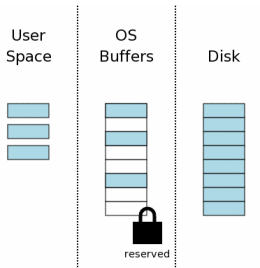 User
Space
OS
Buffers
Disk
reserved